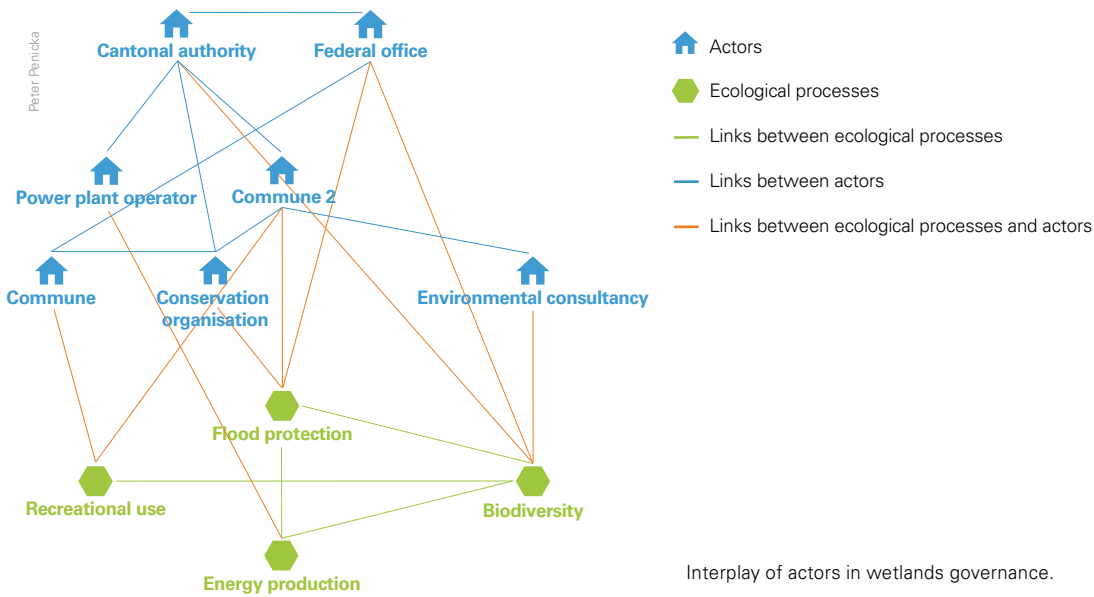 Peter Penicka
Cantonal authority
Federal office
Power plant operator
Commune 2
Commune
Conservation
organisation
Environmental consultancy
Flood protection
Recreational use
Biodiversity
Energy production
Actors
Ecological processes
Links between ecological processes
Links between actors
Links between ecological processes and actors
Interplay of actors in wetlands governance.